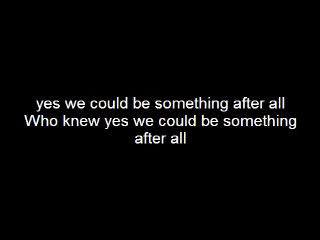 yes we could be something after all
Who knew yes we could be something
after all